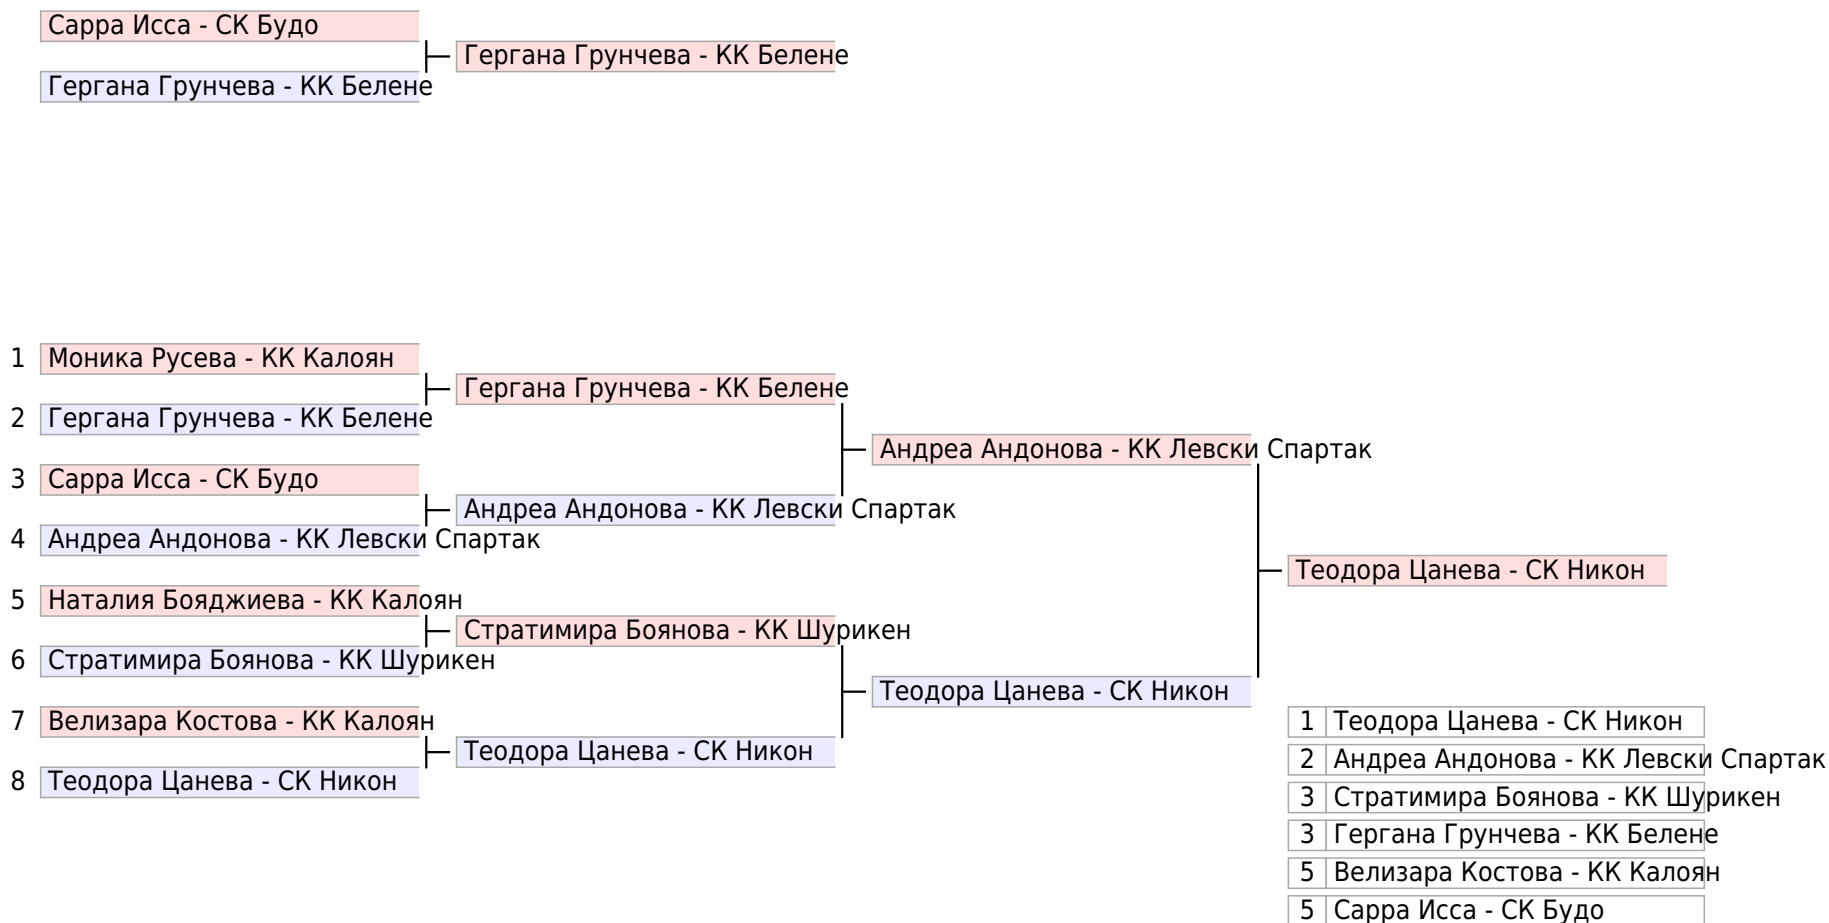 Сарра Исса - СК Будо
Гергана Грунчева - КК Белене
Гергана Грунчева - КК Белене
1 Моника Русева - КК Калоян
Гергана Грунчева - КК Белене
2 Гергана Грунчева - КК Белене
Андреа Андонова - КК Левски Спартак
3 Сарра Исса - СК Будо
Андреа Андонова - КК Левски Спартак
4 Андреа Андонова - КК Левски Спартак
Теодора Цанева - СК Никон
5 Наталия Бояджиева - КК Калоян
Стратимира Боянова - КК Шурикен
6 Стратимира Боянова - КК Шурикен
Теодора Цанева - СК Никон
7 Велизара Костова - КК Калоян
Теодора Цанева - СК Никон
8 Теодора Цанева - СК Никон
1 Теодора Цанева - СК Никон
2 Андреа Андонова - КК Левски Спартак
3 Стратимира Боянова - КК Шурикен
3 Гергана Грунчева - КК Белене
5 Велизара Костова - КК Калоян
5 Сарра Исса - СК Будо